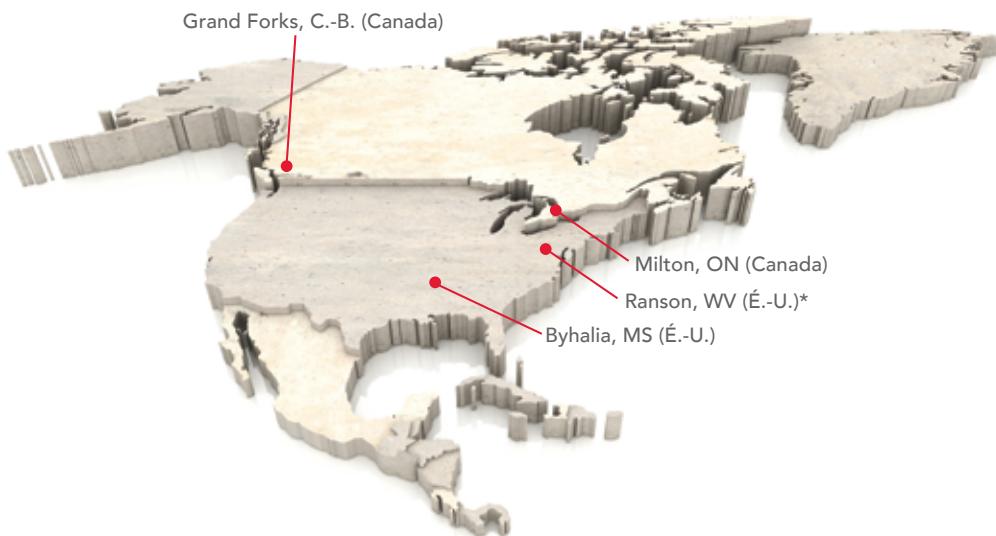 Grand Forks, C.-B. (Canada)
Milton, ON (Canada)
Ranson, WV (É.-U.)*
Byhalia, MS (É.-U.)